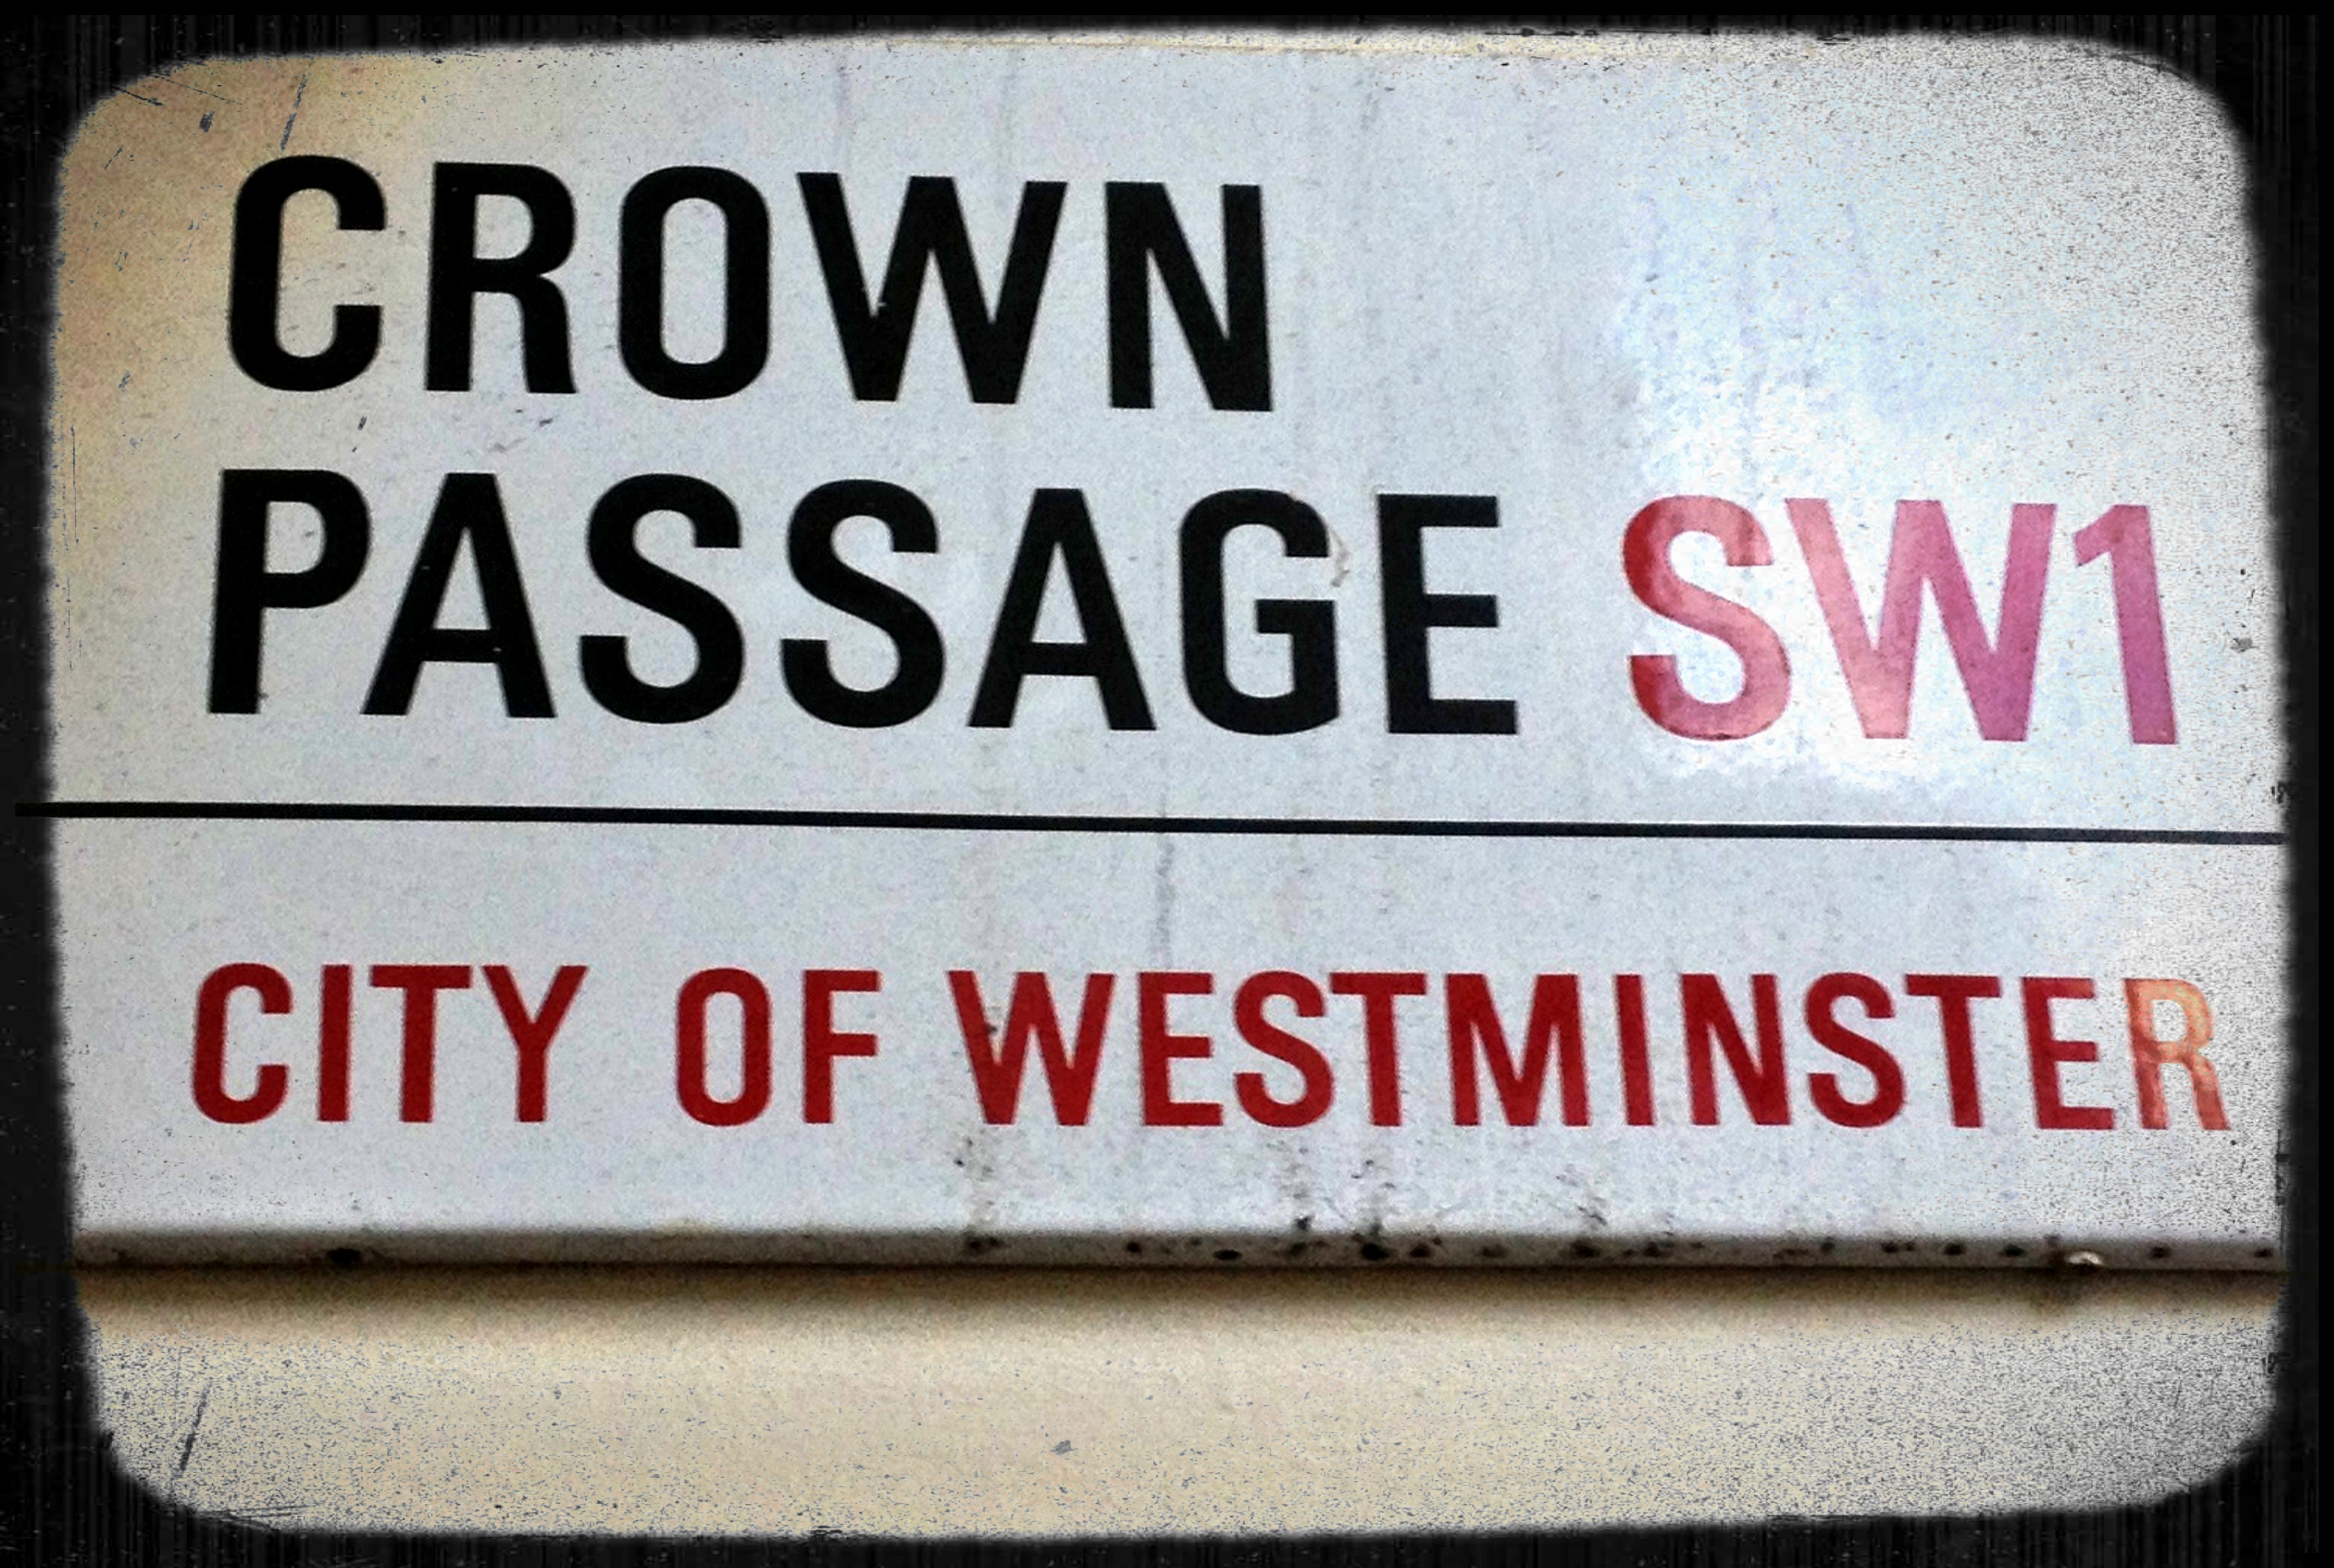 CROWN
PASSAGE SW1
CITY OF WESTMINSTER